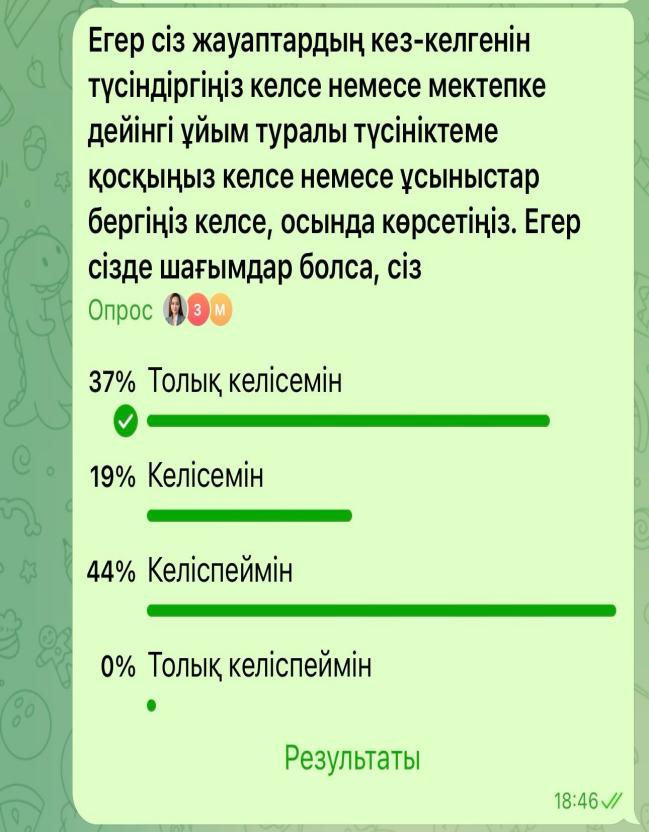 Егер сіз жауаптардың кез-келгенін
түсіндіргіңіз келсе немесе мектепке
дейінгі ұйым туралы түсініктеме
қосқыңыз келсе немесе ұсыныстар
бергіңіз келсе, осында көрсетіңіз. Егер
сізде шағымдар болса, сіз
Опрос З М
37% Толық келісемін
19% Келісемін
44% Келіспеймін
0% Толық келіспеймін
Результаты
18:46